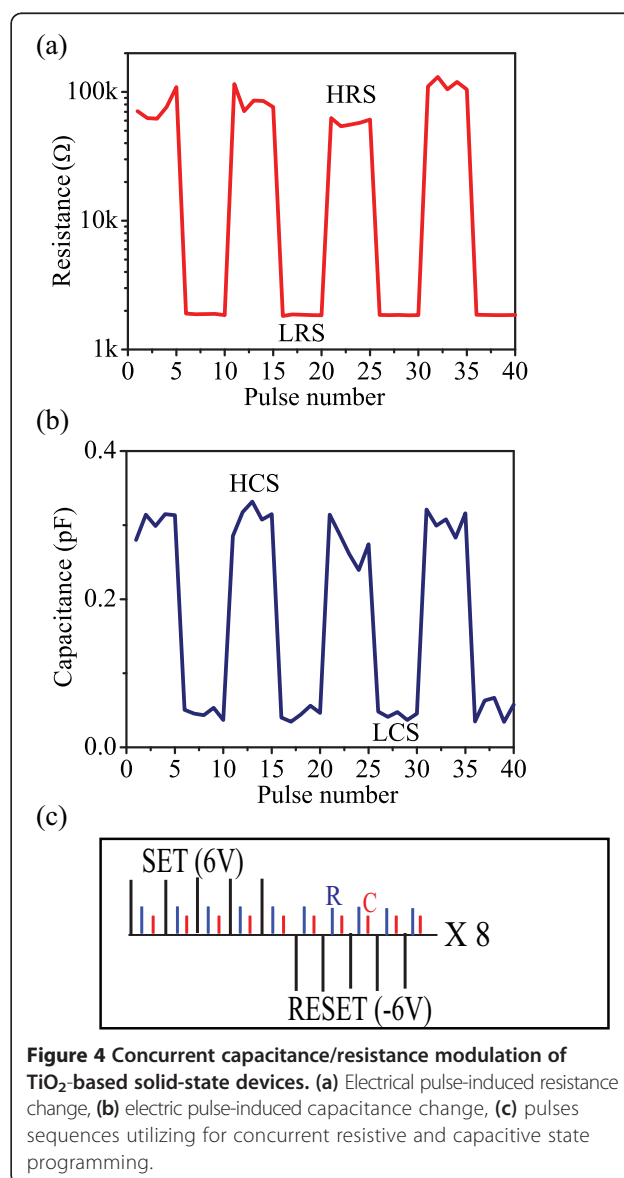 (a)
100k
10k
1k
Resistance (Ω)
HRS
LRS
0 5 10 15 20 25 30 35 40
Pulse number
(b)
0.4
0.2
0.0
Capacitance (pF)
HCS
LCS
0 5 10 15 20 25 30 35 40
Pulse number
(c)
SET (6V)
R C
X 8
RESET (-6V)
Figure 4 Concurrent capacitance/resistance modulation of
TiO₂-based solid-state devices. (a) Electrical pulse-induced resistance
change, (b) electric pulse-induced capacitance change, (c) pulses
sequences utilizing for concurrent resistive and capacitive state
programming.